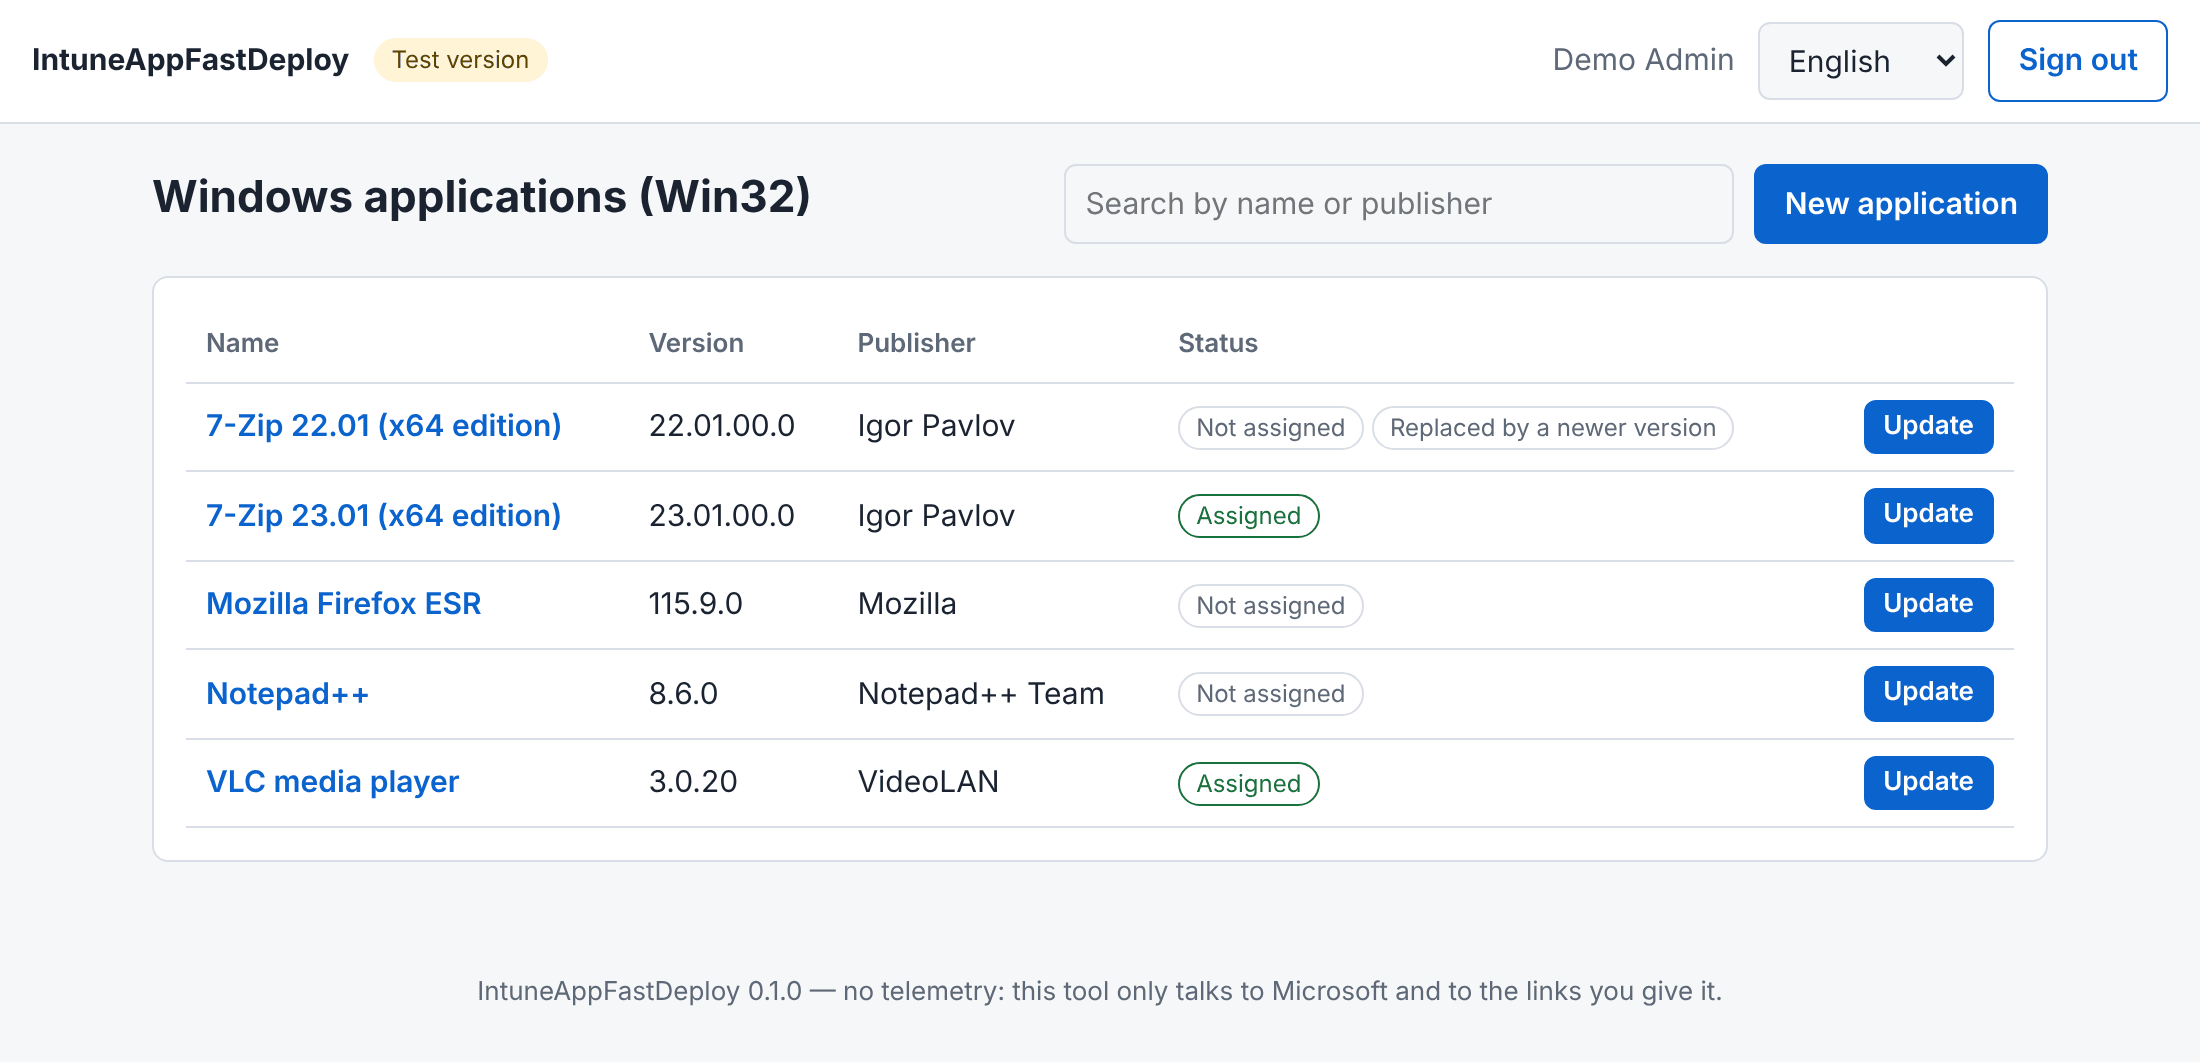 IntuneAppFastDeploy Test version Demo Admin English Sign out
Windows applications (Win32) Search by name or publisher New application
Name Version Publisher Status
7-Zip 22.01 (x64 edition) 22.01.00.0 Igor Pavlov Not assigned Replaced by a newer version Update
7-Zip 23.01 (x64 edition) 23.01.00.0 Igor Pavlov Assigned Update
Mozilla Firefox ESR 115.9.0 Mozilla Not assigned Update
Notepad++ 8.6.0 Notepad++ Team Not assigned Update
VLC media player 3.0.20 VideoLAN Assigned Update
IntuneAppFastDeploy 0.1.0 — no telemetry: this tool only talks to Microsoft and to the links you give it.